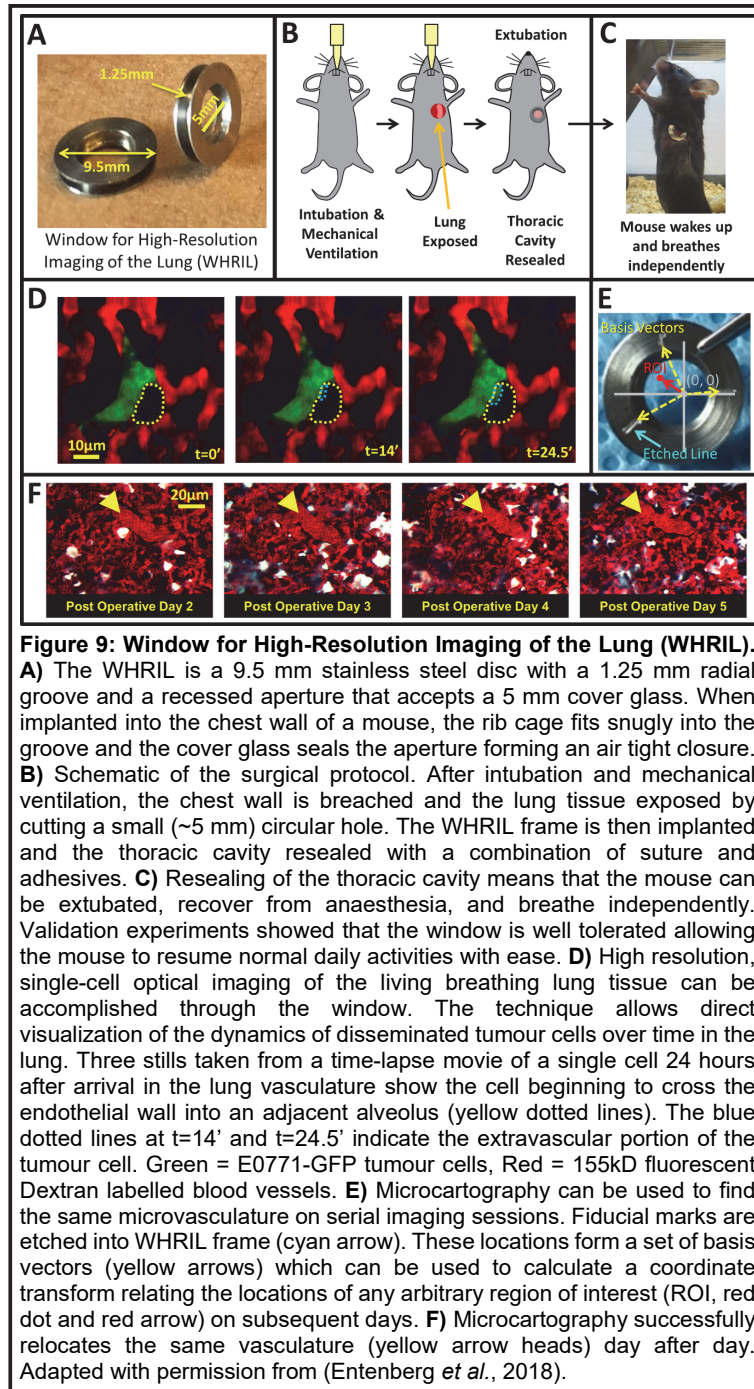 A
1.25mm
5mm
9.5mm
Window for High-Resolution
Imaging of the Lung (WHRIL)
B
Extubation
Intubation &
Mechanical
Ventilation
Lung
Exposed
Thoracic
Cavity
Resealed
C
Mouse wakes up
and breathes
independently
D
10µm
t=0'
t=14'
t=24.5'
E
Basis Vectors
ROI
(0, 0)
Etched Line
F
20µm
Post Operative Day 2
Post Operative Day 3
Post Operative Day 4
Post Operative Day 5
Figure 9: Window for High-Resolution Imaging of the Lung (WHRIL).
A) The WHRIL is a 9.5 mm stainless steel disc with a 1.25 mm radial
groove and a recessed aperture that accepts a 5 mm cover glass. When
implanted into the chest wall of a mouse, the rib cage fits snugly into the
groove and the cover glass seals the aperture forming an air tight closure.
B) Schematic of the surgical protocol. After intubation and mechanical
ventilation, the chest wall is breached and the lung tissue exposed by
cutting a small (~5 mm) circular hole. The WHRIL frame is then implanted
and the thoracic cavity resealed with a combination of suture and
adhesives. C) Resealing of the thoracic cavity means that the mouse can
be extubated, recover from anaesthesia, and breathe independently.
Validation experiments showed that the window is well tolerated allowing
the mouse to resume normal daily activities with ease. D) High resolution,
single-cell optical imaging of the living breathing lung tissue can be
accomplished through the window. The technique allows direct
visualization of the dynamics of disseminated tumour cells over time in the
lung. Three stills taken from a time-lapse movie of a single cell 24 hours
after arrival in the lung vasculature show the cell beginning to cross the
endothelial wall into an adjacent alveolus (yellow dotted lines). The blue
dotted lines at t=14' and t=24.5' indicate the extravascular portion of the
tumour cell. Green = E0771-GFP tumour cells, Red = 155kD fluorescent
Dextran labelled blood vessels. E) Microcartography can be used to find
the same microvasculature on serial imaging sessions. Fiducial marks are
etched into WHRIL frame (cyan arrow). These locations form a set of basis
vectors (yellow arrows) which can be used to calculate a coordinate
transform relating the locations of any arbitrary region of interest (ROI, red
dot and red arrow) on subsequent days. F) Microcartography successfully
relocates the same vasculature (yellow arrow heads) day after day.
Adapted with permission from (Entenberg et al., 2018).